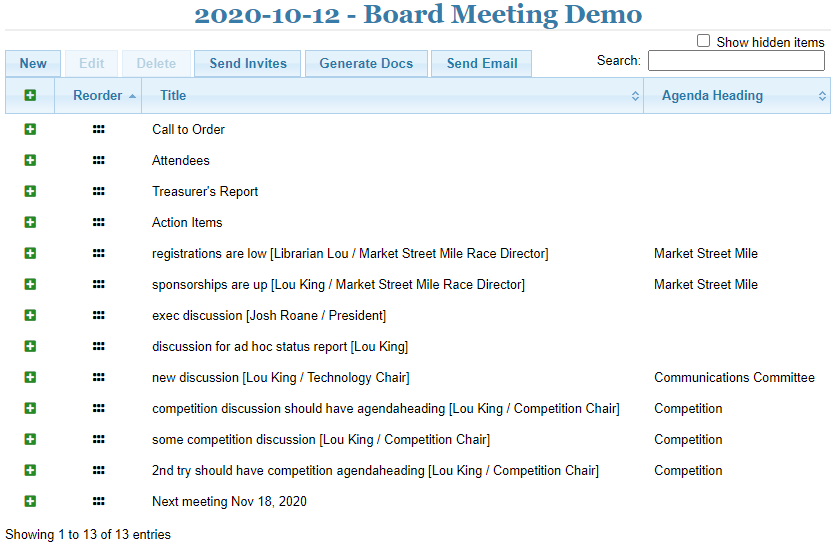 2020-10-12 - Board Meeting Demo
Show hidden items
New Edit Delete Send Invites Generate Docs Send Email Search:
Reorder Title Agenda Heading
Call to Order
Attendees
Treasurer's Report
Action Items
registrations are low [Librarian Lou / Market Street Mile Race Director] Market Street Mile
sponsorships are up [Lou King / Market Street Mile Race Director] Market Street Mile
exec discussion [Josh Roane / President]
discussion for ad hoc status report [Lou King]
new discussion [Lou King / Technology Chair] Communications Committee
competition discussion should have agendaheading [Lou King / Competition Chair] Competition
some competition discussion [Lou King / Competition Chair] Competition
2nd try should have competition agendaheading [Lou King / Competition Chair] Competition
Next meeting Nov 18, 2020
Showing 1 to 13 of 13 entries